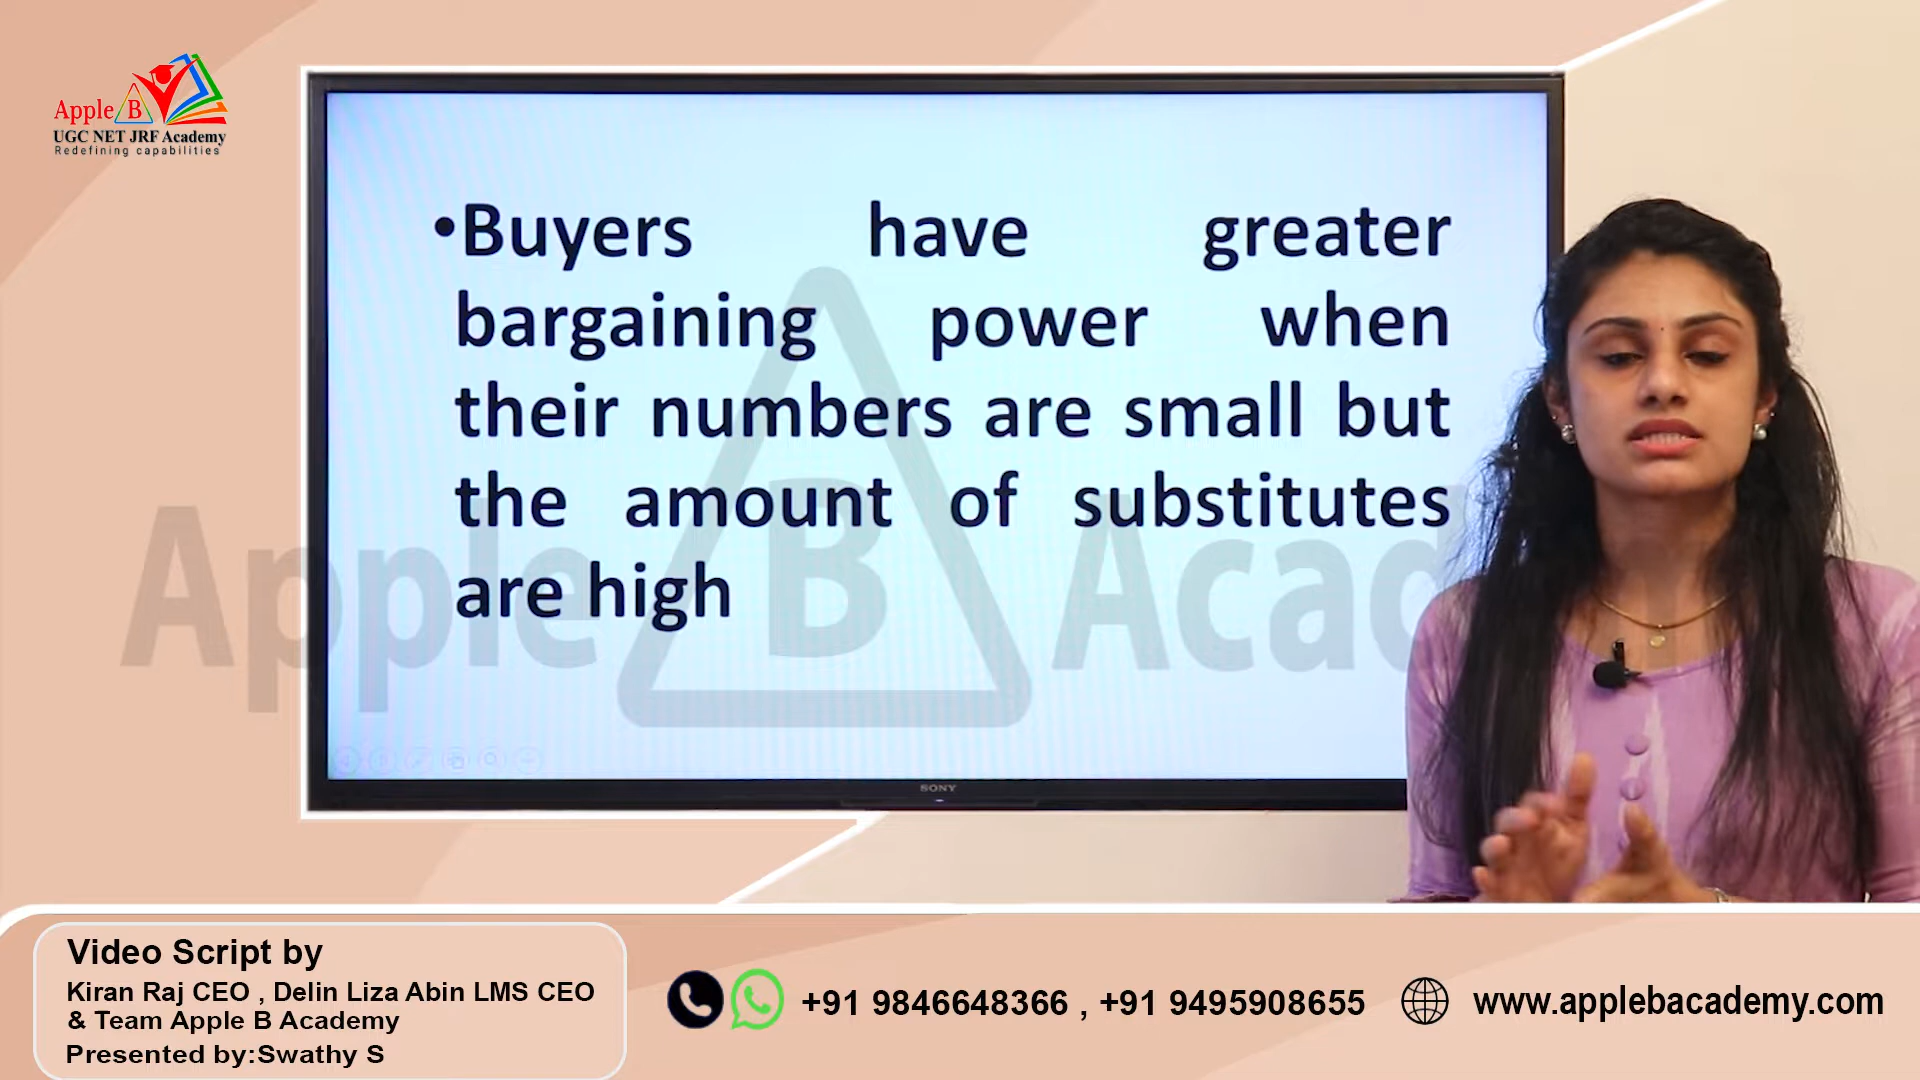 Apple B
UGC NET JRF Academy
Redefining capabilities
•Buyers have greater
bargaining power when
their numbers are small but
the amount of substitutes
are high
Apple B Acad
SONY
Video Script by
Kiran Raj CEO , Delin Liza Abin LMS CEO
& Team Apple B Academy
Presented by:Swathy S
+91 9846648366 , +91 9495908655
www.applebacademy.com